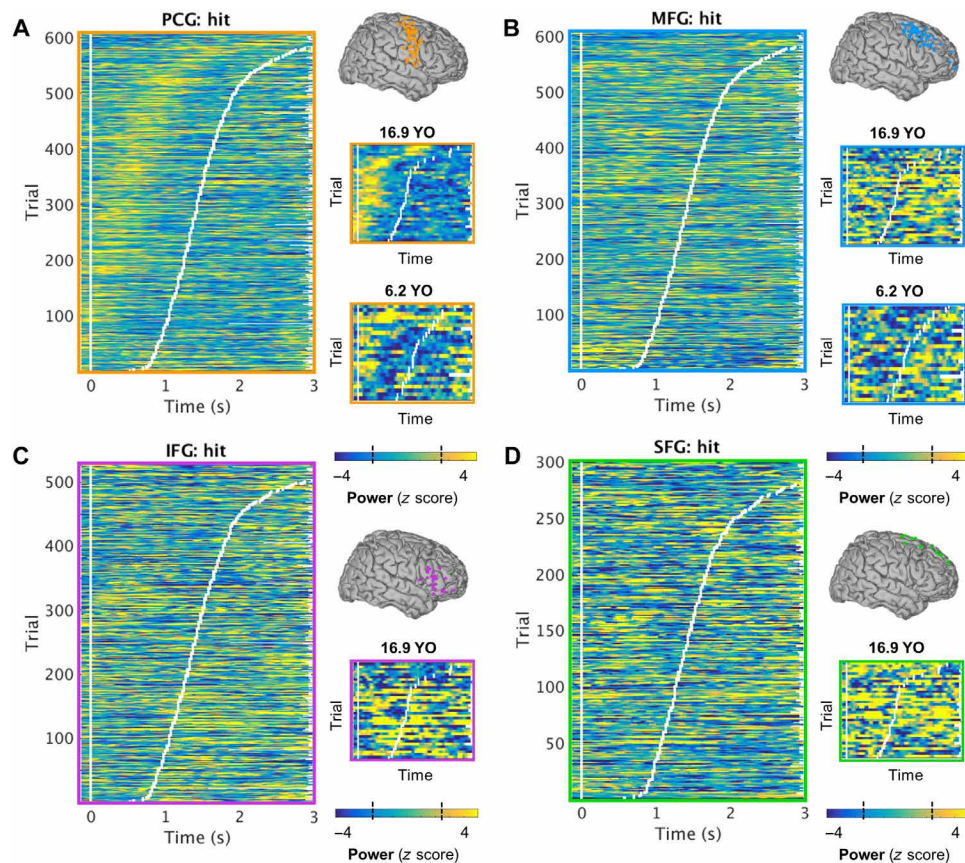 A
PCG: hit
600
500
400
300
200
100
Trial
0
1
2
3
Time (s)
16.9 YO
Trial
Time
6.2 YO
Trial
Time
B
MFG: hit
600
500
400
300
200
100
Trial
0
1
2
3
Time (s)
16.9 YO
Trial
Time
6.2 YO
Trial
Time
C
IFG: hit
500
400
300
200
100
Trial
0
1
2
3
Time (s)
−4
4
Power (z score)
16.9 YO
Trial
Time
−4
4
Power (z score)
D
SFG: hit
300
250
200
150
100
50
Trial
0
1
2
3
Time (s)
−4
4
Power (z score)
16.9 YO
Trial
Time
−4
4
Power (z score)